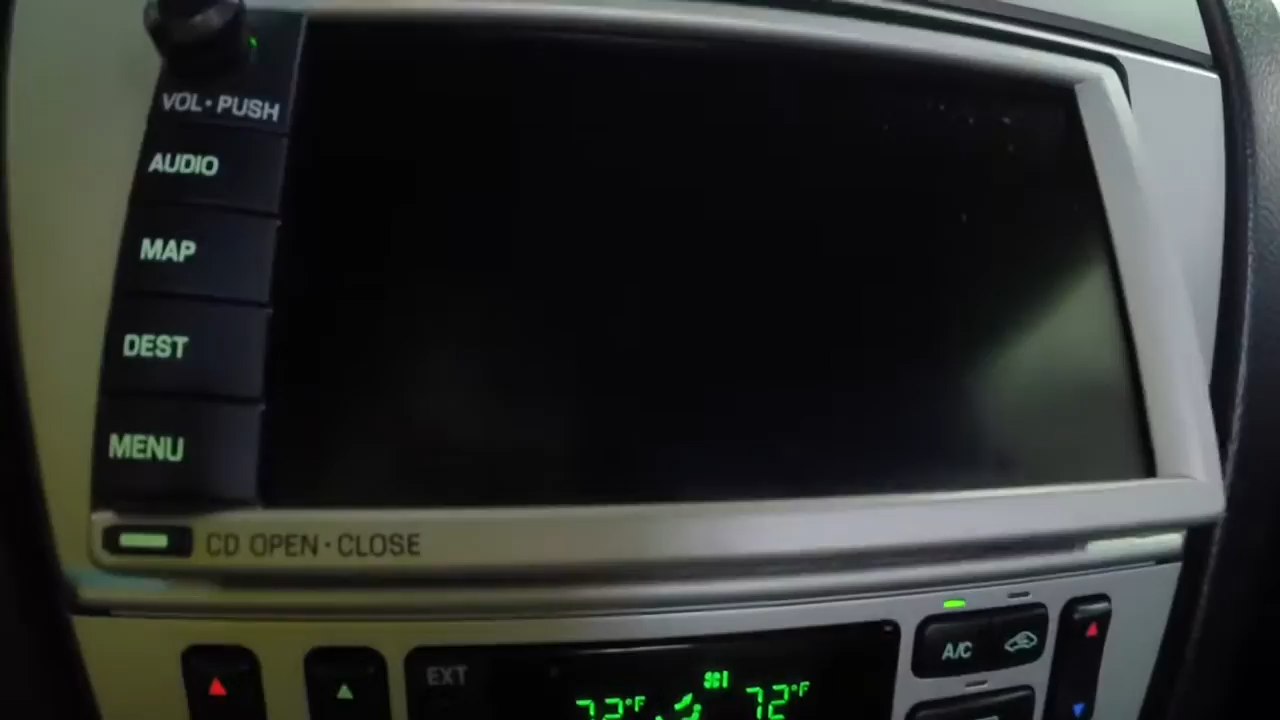 VOL·PUSH
AUDIO
MAP
DEST
MENU
CD OPEN·CLOSE
A/C
EXT
72°F
72°F